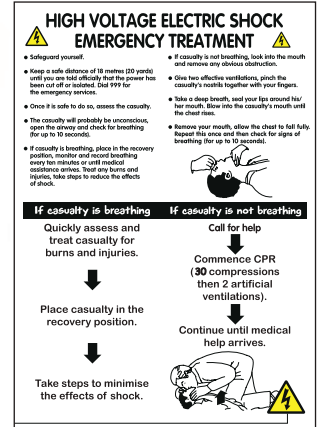 HIGH VOLTAGE ELECTRIC SHOCK
EMERGENCY TREATMENT
● Safeguard yourself.
● Keep a safe distance of 18 metres (20 yards)
until you are told officially that the power has
been cut off or isolated. Dial 999 for
the emergency services.
● Once it is safe to do so, assess the casualty.
● The casualty will probably be unconscious,
open the airway and check for breathing
(for up to 10 seconds).
● If casualty is breathing, place in the recovery
position, monitor and record breathing
every ten minutes or until medical
assistance arrives. Treat any burns and
injuries, take steps to reduce the effects
of shock.
● If casualty is not breathing, look into the mouth
and remove any obvious obstruction.
● Give two effective ventilations, pinch the
casualty's nostrils together with your fingers.
● Take a deep breath, seal your lips around his/
her mouth. Blow into the casualty's mouth until
the chest rises.
● Remove your mouth, allow the chest to fall fully.
Repeat this once and then check for signs of
breathing (for up to 10 seconds).
If casualty is breathing
Quickly assess and
treat casualty for
burns and injuries.
Place casualty in the
recovery position.
Take steps to minimise
the effects of shock.
If casualty is not breathing
Call for help
Commence CPR
(30 compressions
then 2 artificial
ventilations).
Continue until medical
help arrives.